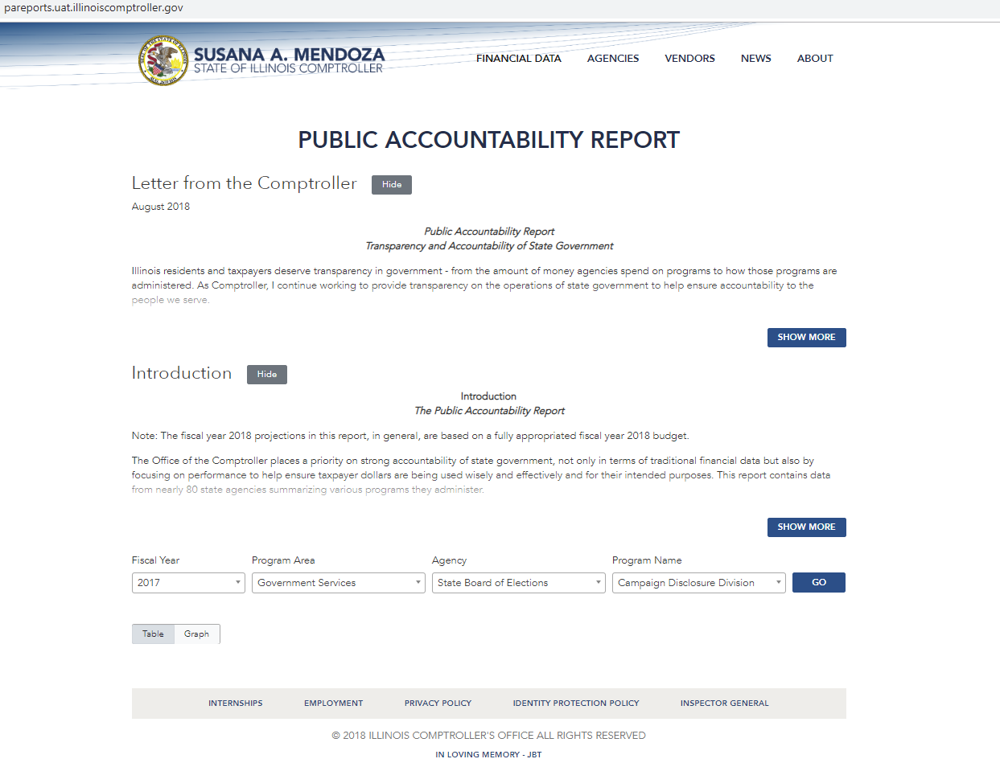 pareports.uat.illinoiscomptroller.gov
SUSANA A. MENDOZA
STATE OF ILLINOIS COMPTROLLER
FINANCIAL DATA AGENCIES VENDORS NEWS ABOUT
PUBLIC ACCOUNTABILITY REPORT
Letter from the Comptroller Hide
August 2018
Public Accountability Report
Transparency and Accountability of State Government
Illinois residents and taxpayers deserve transparency in government - from the amount of money agencies spend on programs to how those programs are
administered. As Comptroller, I continue working to provide transparency on the operations of state government to help ensure accountability to the
people we serve.
SHOW MORE
Introduction Hide
Introduction
The Public Accountability Report
Note: The fiscal year 2018 projections in this report, in general, are based on a fully appropriated fiscal year 2018 budget.
The Office of the Comptroller places a priority on strong accountability of state government, not only in terms of traditional financial data but also by
focusing on performance to help ensure taxpayer dollars are being used wisely and effectively and for their intended purposes. This report contains data
from nearly 80 state agencies summarizing various programs they administer.
SHOW MORE
Fiscal Year Program Area Agency Program Name
2017 Government Services State Board of Elections Campaign Disclosure Division GO
Table Graph
INTERNSHIPS EMPLOYMENT PRIVACY POLICY IDENTITY PROTECTION POLICY INSPECTOR GENERAL
© 2018 ILLINOIS COMPTROLLER'S OFFICE ALL RIGHTS RESERVED
IN LOVING MEMORY - JBT